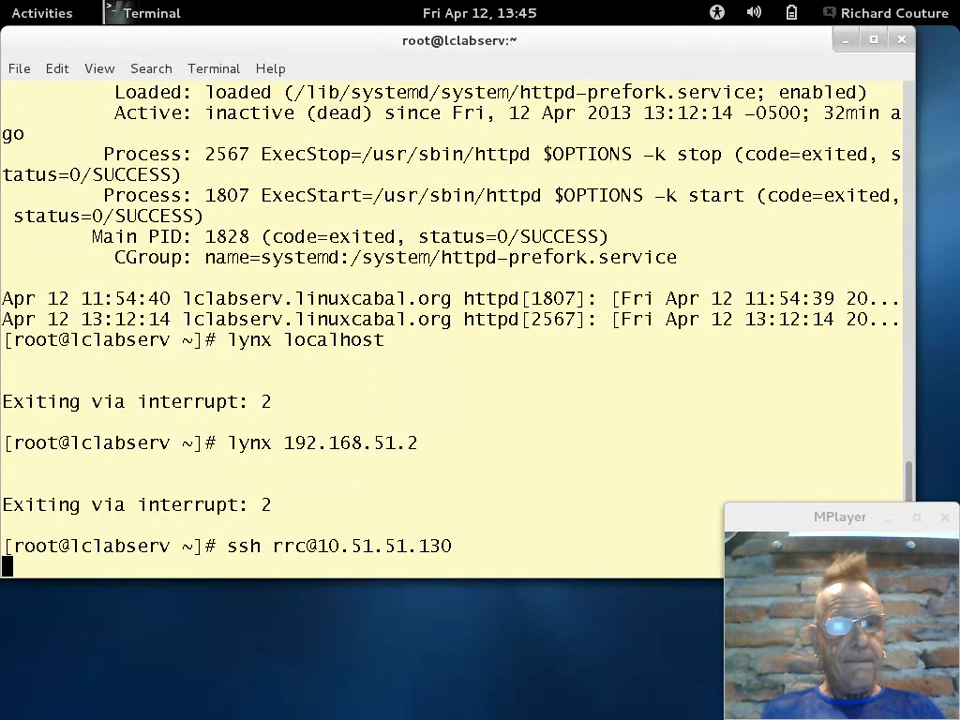 Activities Terminal Fri Apr 12, 13:45 Richard Couture
root@lclabserv:~
File Edit View Search Terminal Help
Loaded: loaded (/lib/systemd/system/httpd-prefork.service; enabled)
Active: inactive (dead) since Fri, 12 Apr 2013 13:12:14 -0500; 32min a
go
Process: 2567 ExecStop=/usr/sbin/httpd $OPTIONS -k stop (code=exited, s
tatus=0/SUCCESS)
Process: 1807 ExecStart=/usr/sbin/httpd $OPTIONS -k start (code=exited,
status=0/SUCCESS)
Main PID: 1828 (code=exited, status=0/SUCCESS)
CGroup: name=systemd:/system/httpd-prefork.service
Apr 12 11:54:40 lclabserv.linuxcabal.org httpd[1807]: [Fri Apr 12 11:54:39 20...
Apr 12 13:12:14 lclabserv.linuxcabal.org httpd[2567]: [Fri Apr 12 13:12:14 20...
[root@lclabserv ~]# lynx localhost
Exiting via interrupt: 2
[root@lclabserv ~]# lynx 192.168.51.2
Exiting via interrupt: 2
[root@lclabserv ~]# ssh rrc@10.51.51.130
MPlayer